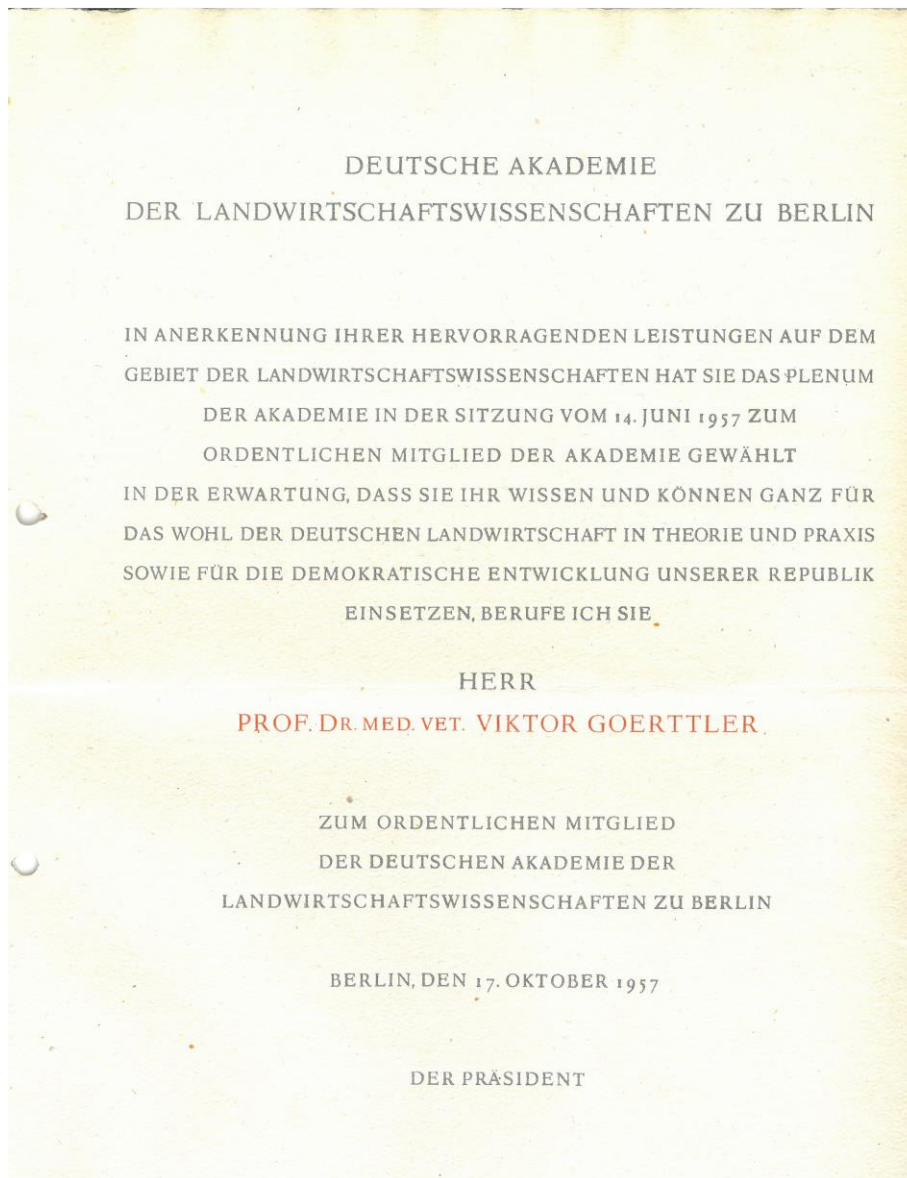 DEUTSCHE AKADEMIE
DER LANDWIRTSCHAFTSWISSENSCHAFTEN ZU BERLIN
IN ANERKENNUNG IHRER HERVORRAGENDEN LEISTUNGEN AUF DEM
GEBIET DER LANDWIRTSCHAFTSWISSENSCHAFTEN HAT SIE DAS PLENUM
DER AKADEMIE IN DER SITZUNG VOM 14. JUNI 1957 ZUM
ORDENTLICHEN MITGLIED DER AKADEMIE GEWÄHLT
IN DER ERWARTUNG, DASS SIE IHR WISSEN UND KÖNNEN GANZ FÜR
DAS WOHL DER DEUTSCHEN LANDWIRTSCHAFT IN THEORIE UND PRAXIS
SOWIE FÜR DIE DEMOKRATISCHE ENTWICKLUNG UNSERER REPUBLIK
EINSETZEN, BERUFE ICH SIE
HERR
PROF. DR. MED. VET. VIKTOR GOERTTLER
ZUM ORDENTLICHEN MITGLIED
DER DEUTSCHEN AKADEMIE DER
LANDWIRTSCHAFTSWISSENSCHAFTEN ZU BERLIN
BERLIN, DEN 17. OKTOBER 1957
DER PRÄSIDENT